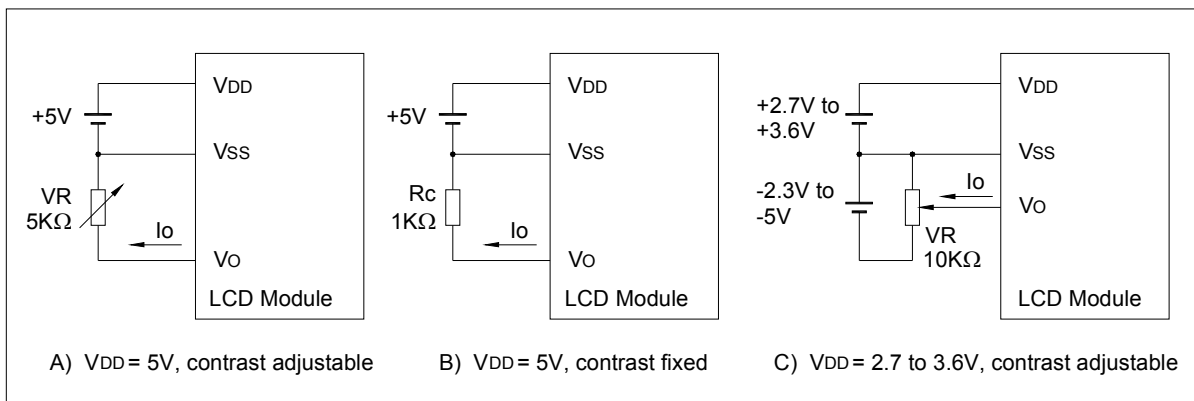 VDD
+5V
VSS
VR
5KΩ
Io
VO
LCD Module
A) VDD = 5V, contrast adjustable
VDD
+5V
VSS
Rc
1KΩ
Io
VO
LCD Module
B) VDD = 5V, contrast fixed
VDD
+2.7V to
+3.6V
VSS
-2.3V to
-5V
Io
VO
VR
10KΩ
LCD Module
C) VDD = 2.7 to 3.6V, contrast adjustable